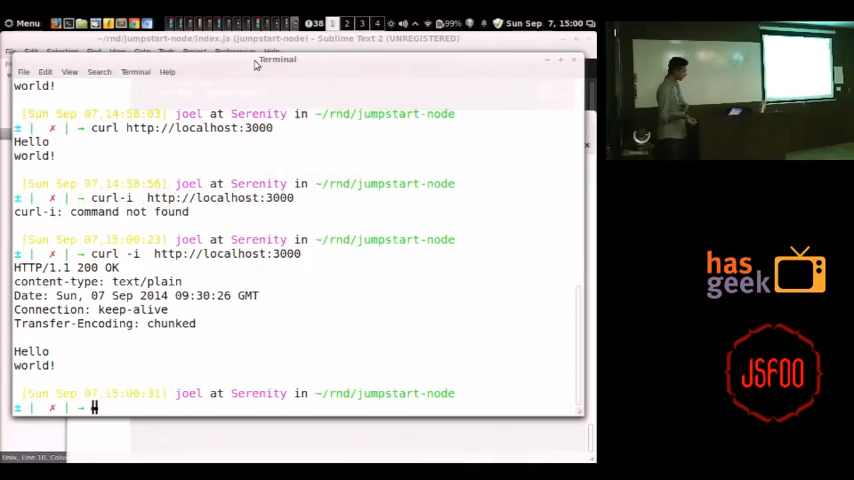 Menu
38
1
2
3
4
99%
Sun Sep 7, 15:00
~/rnd/jumpstart-node/index.js (jumpstart-node) - Sublime Text 2 (UNREGISTERED)
Terminal
File Edit View Search Terminal Help
world!
[Sun Sep 07,14:58:03] joel at Serenity in ~/rnd/jumpstart-node
± | ✗ | → curl http://localhost:3000
Hello
world!
[Sun Sep 07,14:58:56] joel at Serenity in ~/rnd/jumpstart-node
± | ✗ | → curl-i http://localhost:3000
curl-i: command not found
[Sun Sep 07,15:00:23] joel at Serenity in ~/rnd/jumpstart-node
± | ✗ | → curl -i http://localhost:3000
HTTP/1.1 200 OK
content-type: text/plain
Date: Sun, 07 Sep 2014 09:30:26 GMT
Connection: keep-alive
Transfer-Encoding: chunked
Hello
world!
[Sun Sep 07,15:00:31] joel at Serenity in ~/rnd/jumpstart-node
± | ✗ | →
has
geek
JSFOO